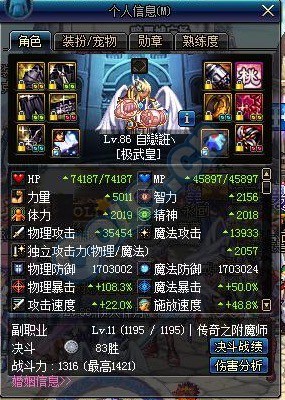 个人信息(M)
角色 装扮/宠物 勋章 熟练度
Lv.86
[极武皇]
HP 74187/74187 MP 45897/45897
力量 5011 智力 2156
体力 2019 精神 2018
物理攻击 35454 魔法攻击 13933
独立攻击力(物理/魔法) 2057
物理防御 1703002 魔法防御 1703024
物理暴击 +108.3% 魔法暴击 +50.0%
攻击速度 +22.0% 施放速度 +48.8%
副职业 Lv.11 (1195 / 1195) | 传奇之附魔师
决斗 83胜 决斗战绩
战斗力 : 1316 (最高1421) 伤害分析
婚姻信息>>